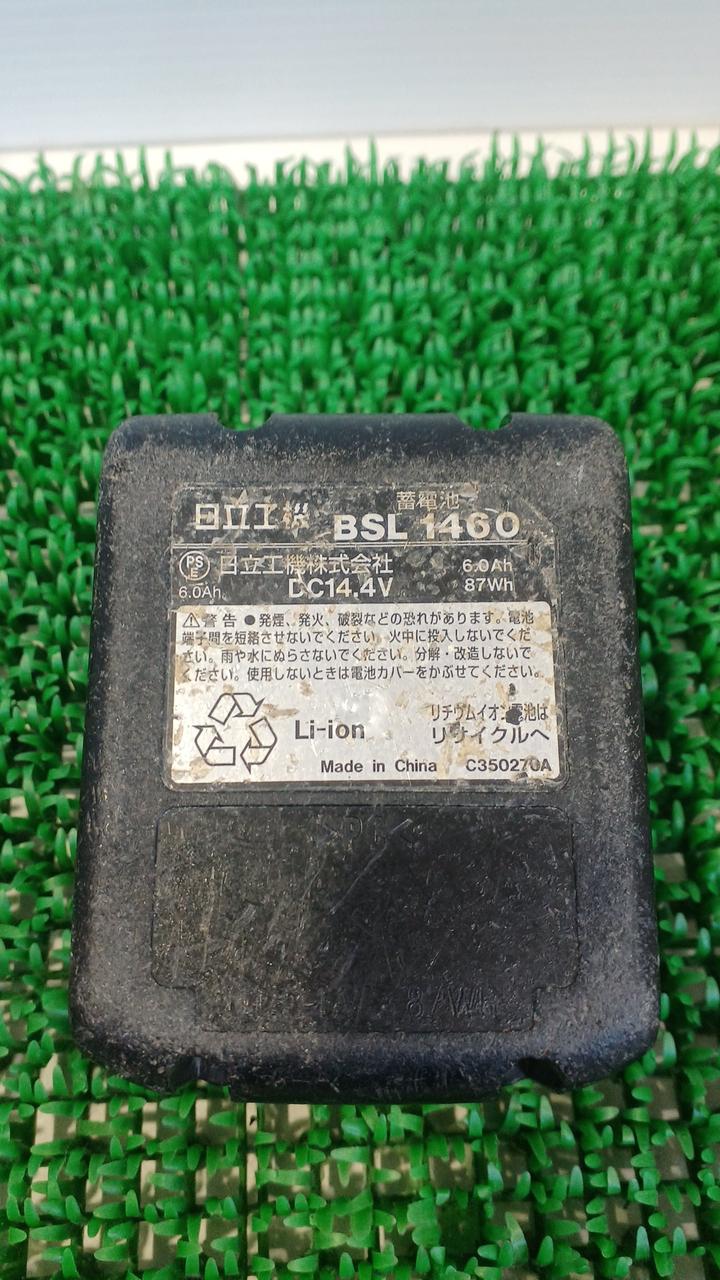 蓄電池
日立工機 BSL 1460
PS E 日立工機株式会社 6.0Ah
6.0Ah DC14.4V 87Wh
⚠警告 ●発煙、発火、破裂などの恐れがあります。電池
端子間を短絡させないでください。火中に投入しないでくだ
さい。雨や水にぬらさないでください。分解・改造しないで
ください。使用しないときは電池カバーをかぶせてください。
リチウムイオン電池は
Li-ion リサイクルへ
Made in China C350270A